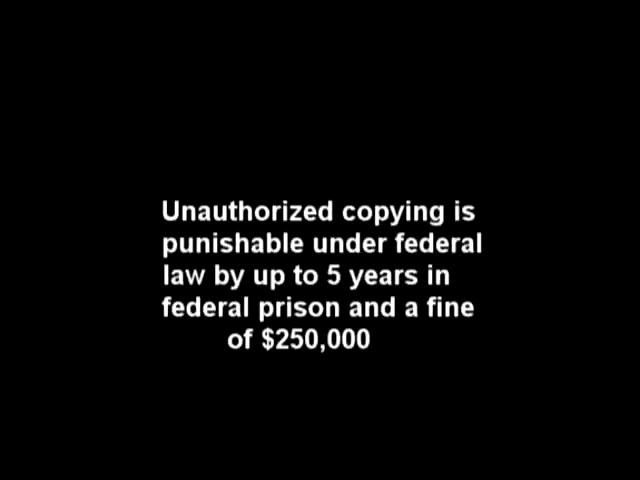 Unauthorized copying is
punishable under federal
law by up to 5 years in
federal prison and a fine
of $250,000